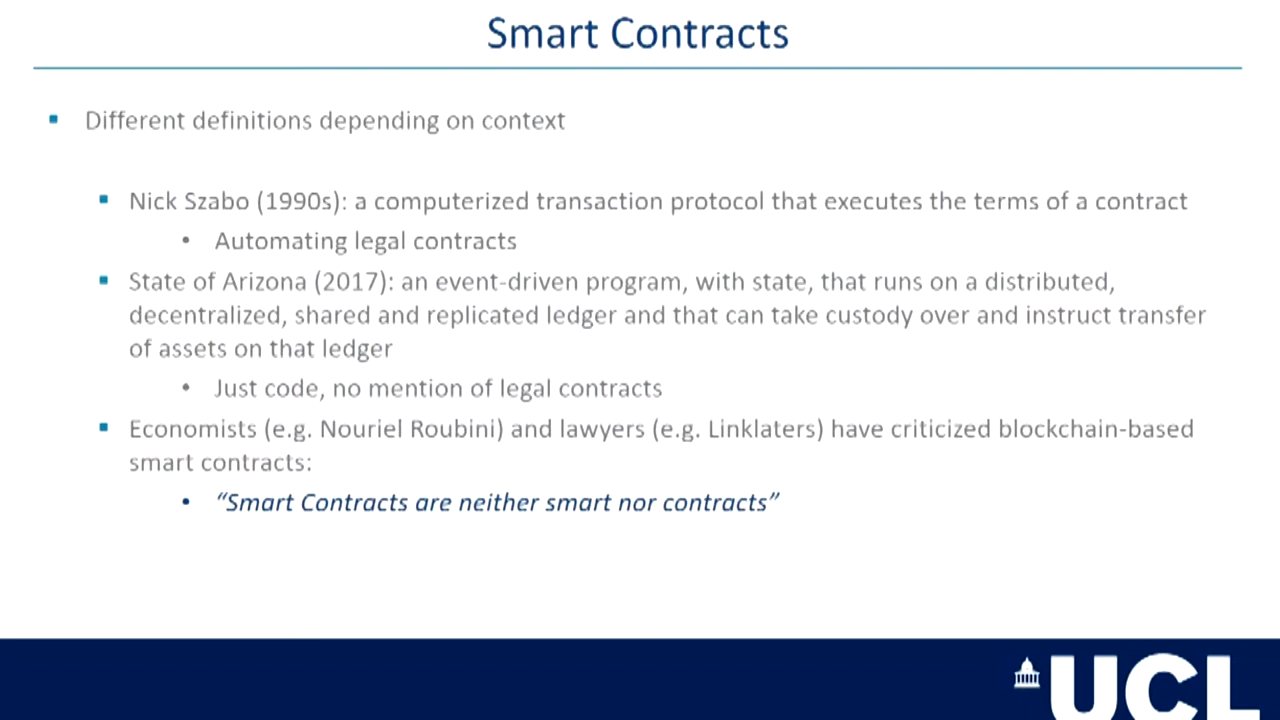 Smart Contracts
Different definitions depending on context
Nick Szabo (1990s): a computerized transaction protocol that executes the terms of a contract
Automating legal contracts
State of Arizona (2017): an event-driven program, with state, that runs on a distributed,
decentralized, shared and replicated ledger and that can take custody over and instruct transfer
of assets on that ledger
Just code, no mention of legal contracts
Economists (e.g. Nouriel Roubini) and lawyers (e.g. Linklaters) have criticized blockchain-based
smart contracts:
“Smart Contracts are neither smart nor contracts”
UCL